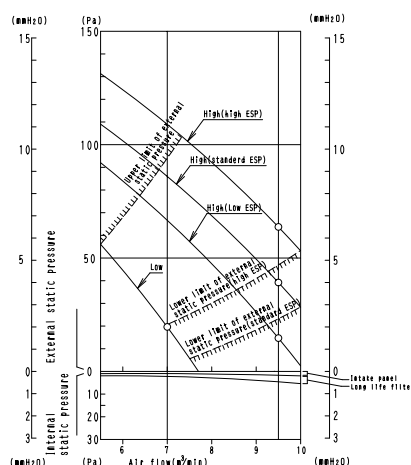 (mmH2O)
(Pa)
(mmH2O)
15
150
15
High(high ESP)
Upper limit of external
static pressure
10
100
10
High(standerd ESP)
High(Low ESP)
External static pressure
5
50
5
Low
Lower limit of external
static pressure(high ESP)
Lower limit of external
static pressure(standard ESP)
0
0
0
Intake panel
Long life filte
Internal
static pressure
1
10
1
2
20
2
3
30
3
6
7
8
9
10
(mmH2O)
(Pa)
Air flow(m3/min)
(mmH2O)